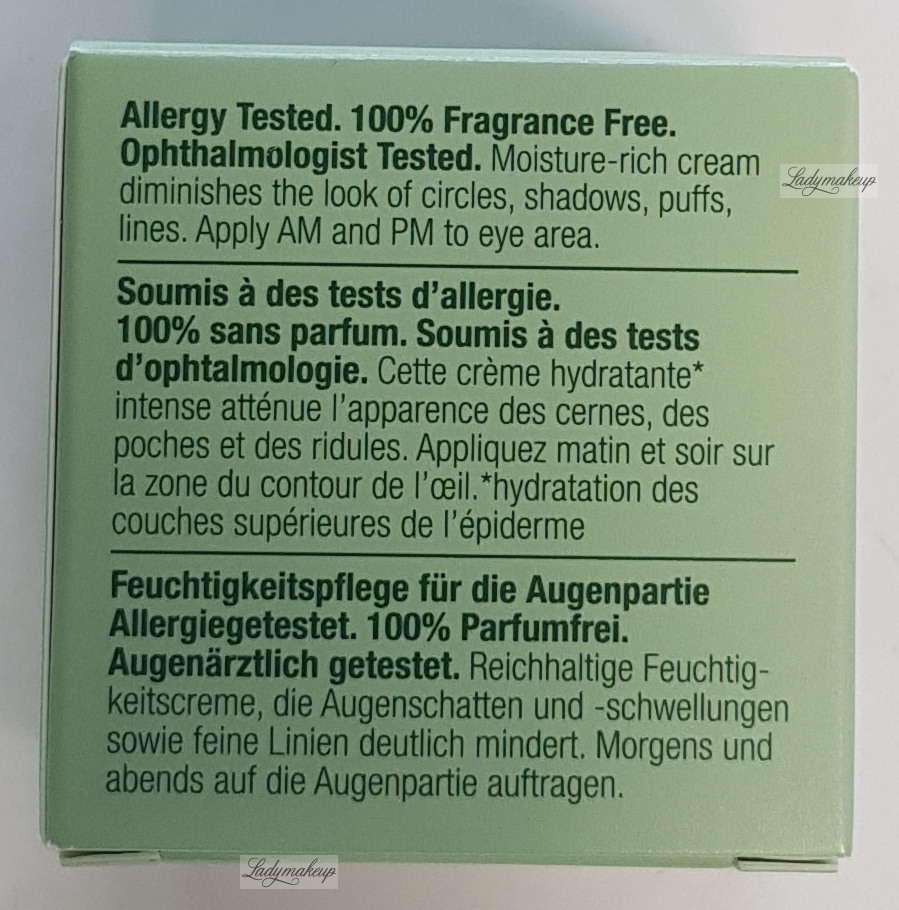 Allergy Tested. 100% Fragrance Free.
Ophthalmologist Tested. Moisture-rich cream
diminishes the look of circles, shadows, puffs,
lines. Apply AM and PM to eye area.
Soumis à des tests d'allergie.
100% sans parfum. Soumis à des tests
d'ophtalmologie. Cette crème hydratante*
intense atténue l'apparence des cernes, des
poches et des ridules. Appliquez matin et soir sur
la zone du contour de l'œil.*hydratation des
couches supérieures de l'épiderme
Feuchtigkeitspflege für die Augenpartie
Allergiegetestet. 100% Parfumfrei.
Augenärztlich getestet. Reichhaltige Feuchtig-
keitscreme, die Augenschatten und -schwellungen
sowie feine Linien deutlich mindert. Morgens und
abends auf die Augenpartie auftragen.
Ladymakeup
Ladymakeup